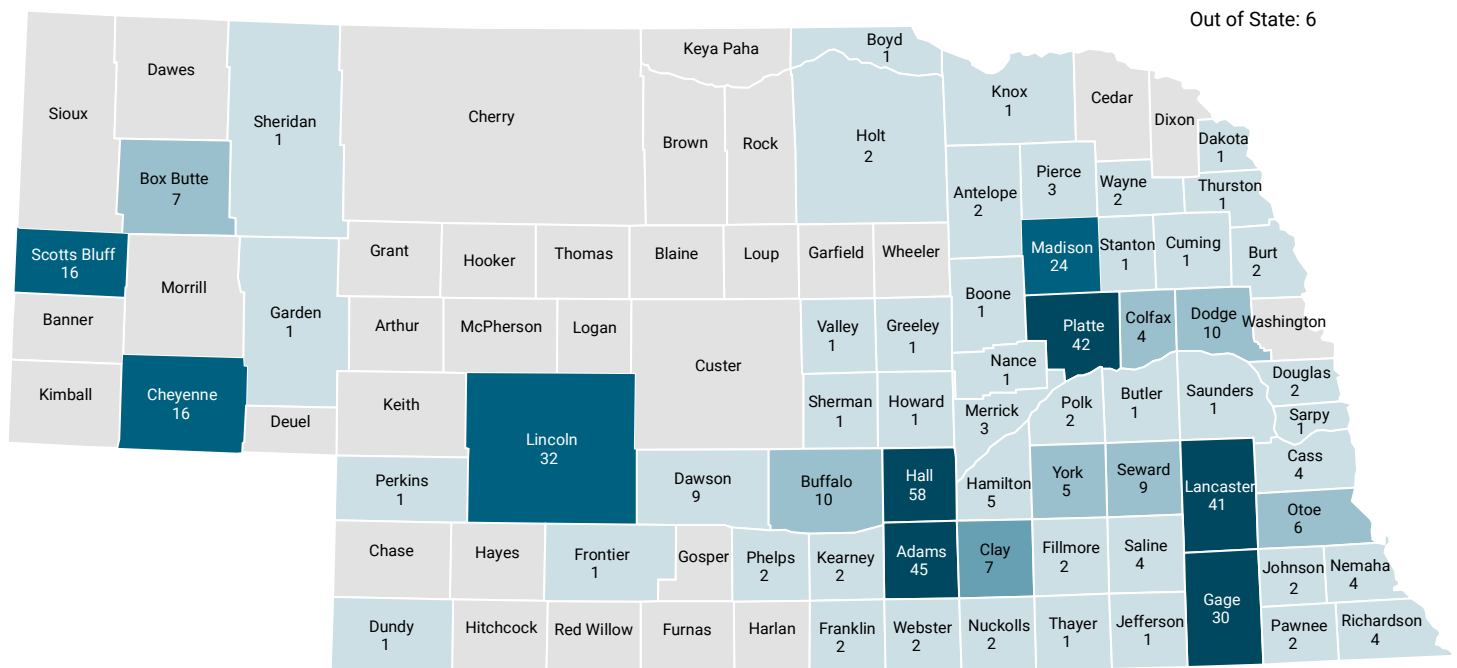 Out of State: 6
Boyd
1
Keya Paha
Dawes
Knox
1
Cedar
Sioux
Sheridan
1
Cherry
Dixon
Brown
Rock
Holt
2
Dakota
1
Box Butte
7
Pierce
3
Wayne
2
Thurston
1
Antelope
2
Scotts Bluff
16
Grant
Hooker
Thomas
Blaine
Loup
Garfield
Wheeler
Madison
24
Stanton
1
Cuming
1
Burt
2
Morrill
Boone
1
Banner
Garden
1
Arthur
McPherson
Logan
Valley
1
Greeley
1
Platte
42
Colfax
4
Dodge
10
Washington
Custer
Nance
1
Douglas
2
Kimball
Cheyenne
16
Deuel
Keith
Sherman
1
Howard
1
Merrick
3
Polk
2
Butler
1
Saunders
1
Sarpy
1
Lincoln
32
Cass
4
Perkins
1
Dawson
9
Buffalo
10
Hall
58
Hamilton
5
York
5
Seward
9
Lancaster
41
Otoe
6
Chase
Hayes
Frontier
1
Gosper
Phelps
2
Kearney
2
Adams
45
Clay
7
Fillmore
2
Saline
4
Johnson
2
Nemaha
4
Gage
30
Dundy
1
Hitchcock
Red Willow
Furnas
Harlan
Franklin
2
Webster
2
Nuckolls
2
Thayer
1
Jefferson
1
Pawnee
2
Richardson
4